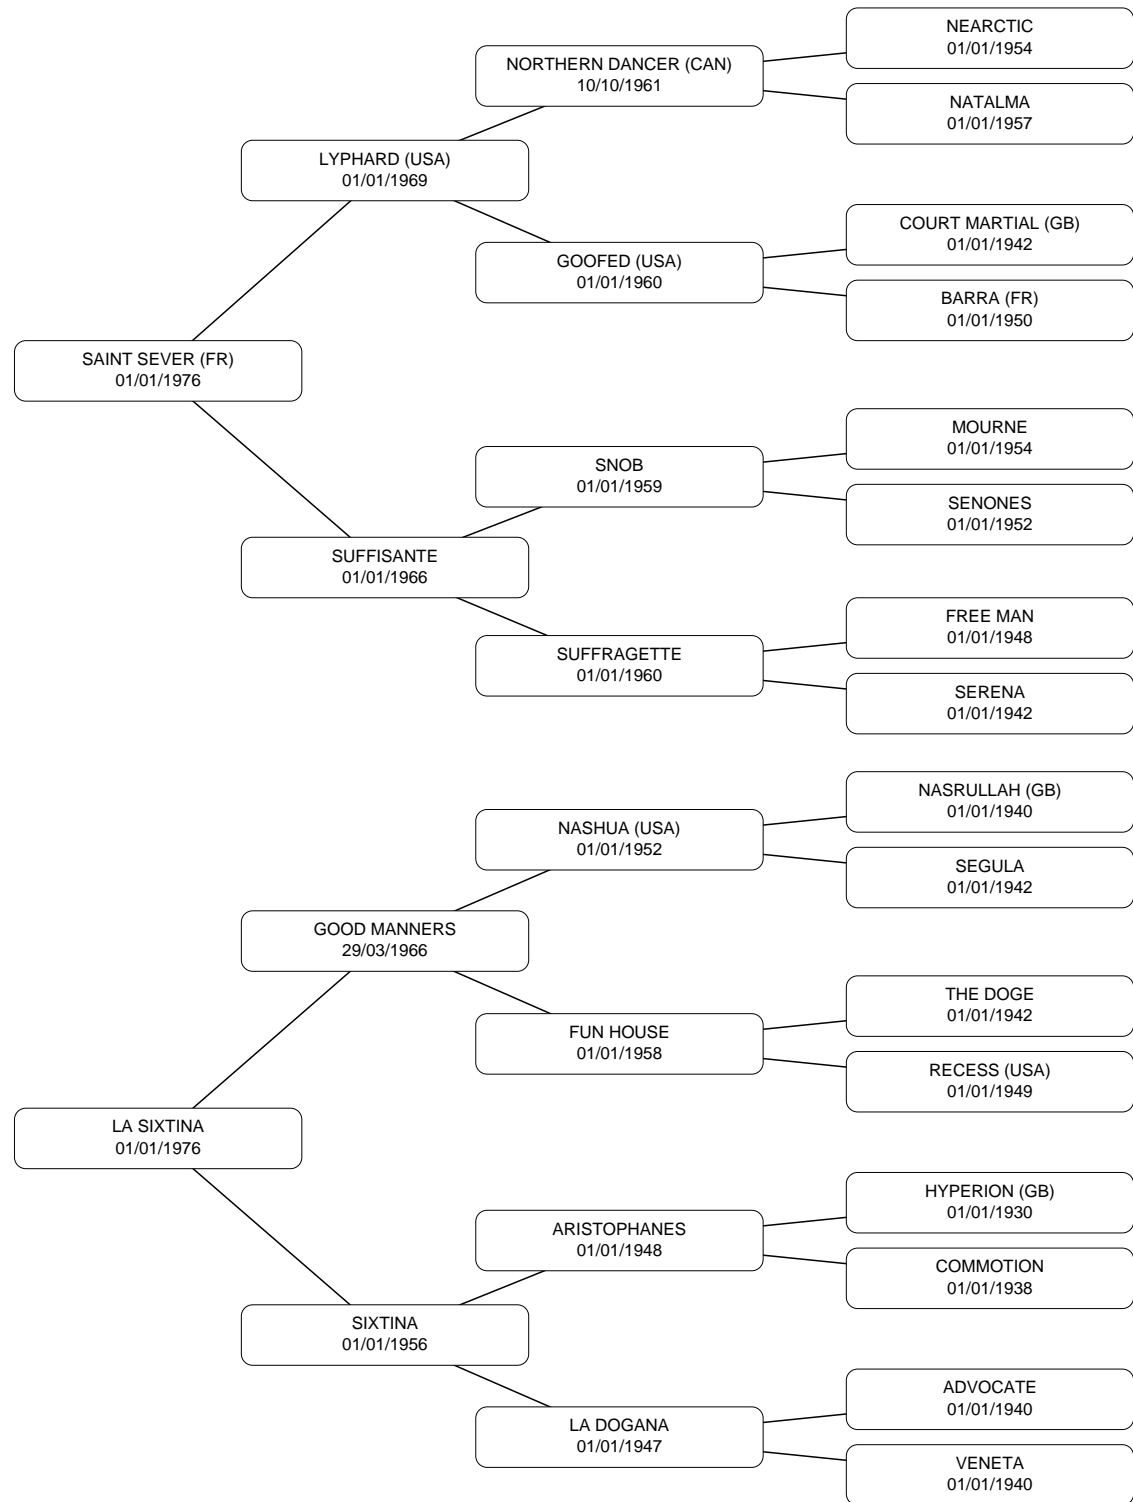 NEARCTIC
01/01/1954
NORTHERN DANCER (CAN)
10/10/1961
NATALMA
01/01/1957
LYPHARD (USA)
01/01/1969
COURT MARTIAL (GB)
01/01/1942
GOOFED (USA)
01/01/1960
BARRA (FR)
01/01/1950
SAINT SEVER (FR)
01/01/1976
MOURNE
01/01/1954
SNOB
01/01/1959
SENONES
01/01/1952
SUFFISANTE
01/01/1966
FREE MAN
01/01/1948
SUFFRAGETTE
01/01/1960
SERENA
01/01/1942
NASRULLAH (GB)
01/01/1940
NASHUA (USA)
01/01/1952
SEGULA
01/01/1942
GOOD MANNERS
29/03/1966
THE DOGE
01/01/1942
FUN HOUSE
01/01/1958
RECESS (USA)
01/01/1949
LA SIXTINA
01/01/1976
HYPERION (GB)
01/01/1930
ARISTOPHANES
01/01/1948
COMMOTION
01/01/1938
SIXTINA
01/01/1956
ADVOCATE
01/01/1940
LA DOGANA
01/01/1947
VENETA
01/01/1940